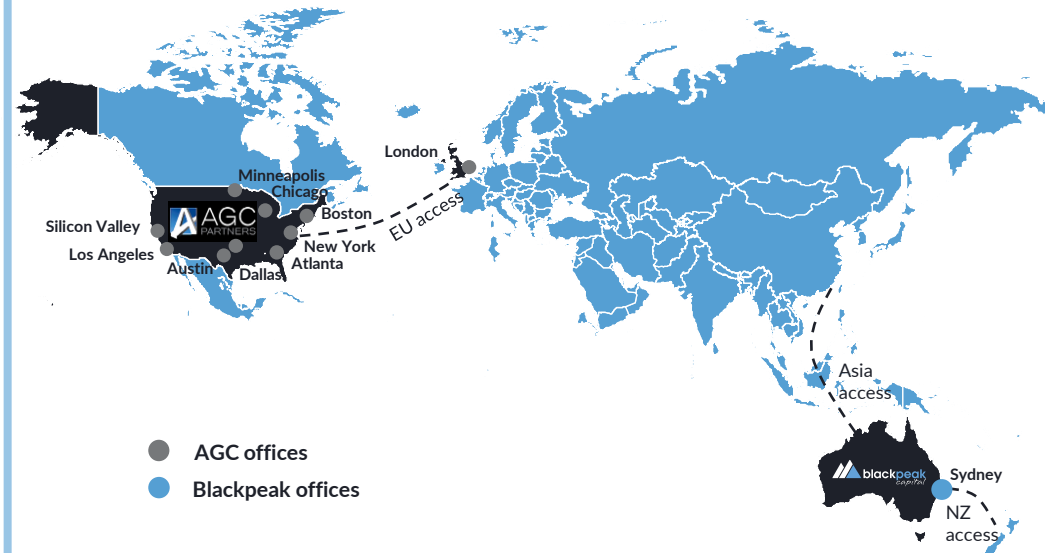 London
Minneapolis
Chicago
AGC
PARTNERS
Boston
Silicon Valley
New York
EU access
Los Angeles
Atlanta
Austin
Dallas
Asia
access
AGC offices
blackpeak
capital
Sydney
Blackpeak offices
NZ
access